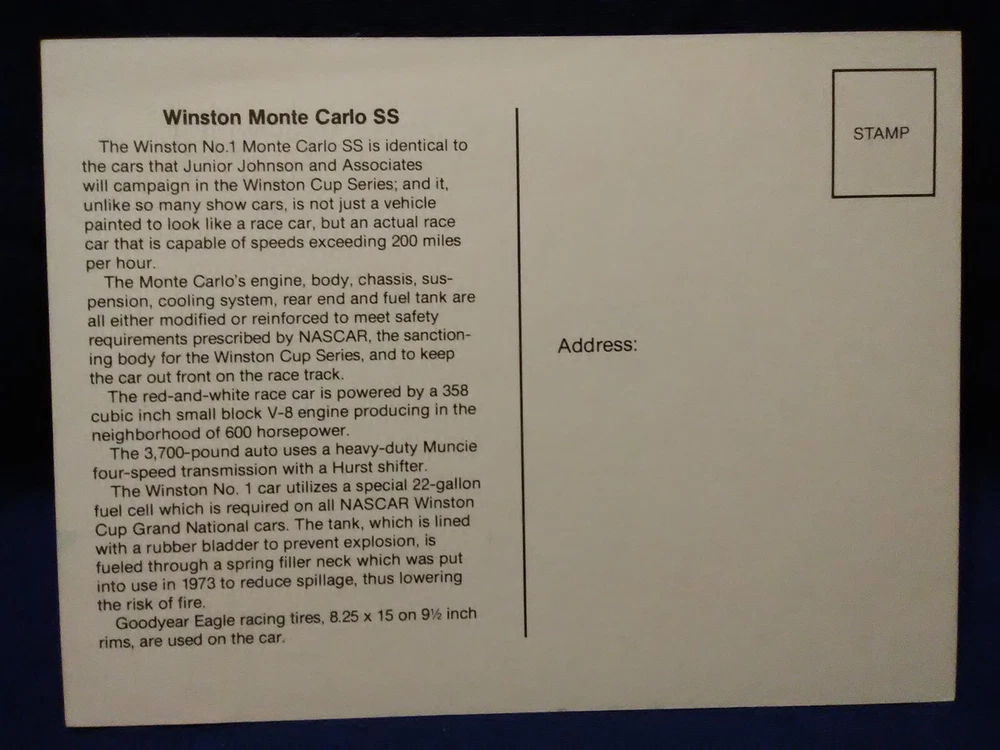 Winston Monte Carlo SS
The Winston No.1 Monte Carlo SS is identical to
the cars that Junior Johnson and Associates
will campaign in the Winston Cup Series; and it,
unlike so many show cars, is not just a vehicle
painted to look like a race car, but an actual race
car that is capable of speeds exceeding 200 miles
per hour.
The Monte Carlo's engine, body, chassis, sus-
pension, cooling system, rear end and fuel tank are
all either modified or reinforced to meet safety
requirements prescribed by NASCAR, the sanction-
ing body for the Winston Cup Series, and to keep
the car out front on the race track.
The red-and-white race car is powered by a 358
cubic inch small block V-8 engine producing in the
neighborhood of 600 horsepower.
The 3,700-pound auto uses a heavy-duty Muncie
four-speed transmission with a Hurst shifter.
The Winston No. 1 car utilizes a special 22-gallon
fuel cell which is required on all NASCAR Winston
Cup Grand National cars. The tank, which is lined
with a rubber bladder to prevent explosion, is
fueled through a spring filler neck which was put
into use in 1973 to reduce spillage, thus lowering
the risk of fire.
Goodyear Eagle racing tires, 8.25 x 15 on 9½ inch
rims, are used on the car.
STAMP
Address: